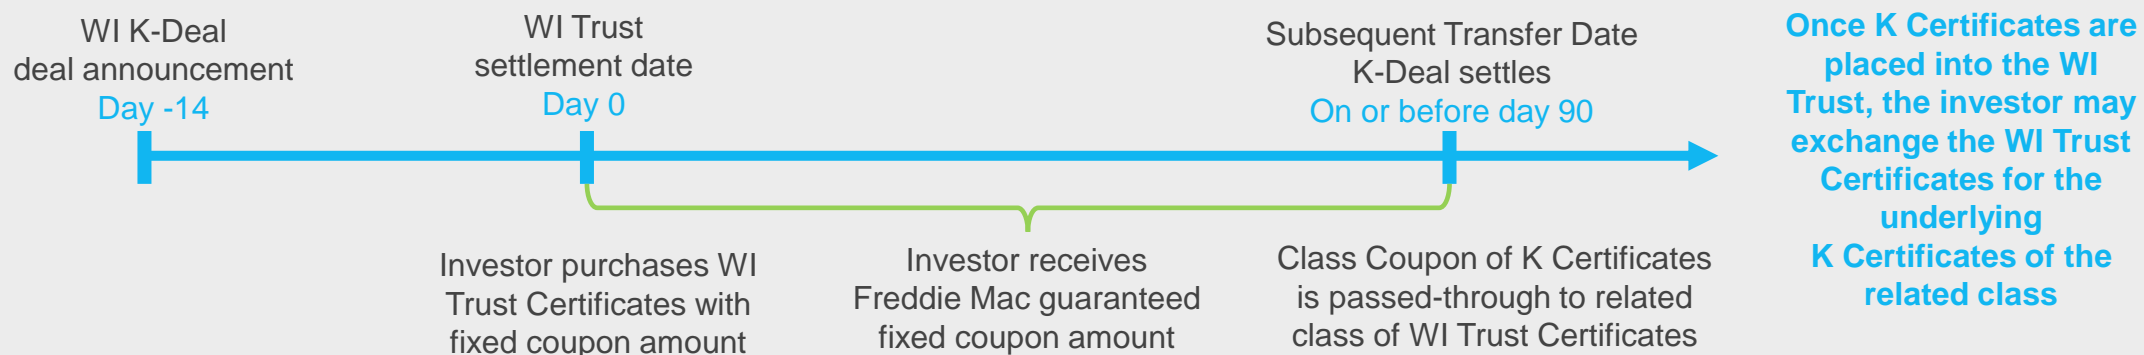 WI K-Deal
deal announcement
Day -14
WI Trust
settlement date
Day 0
Subsequent Transfer Date
K-Deal settles
On or before day 90
Once K Certificates are
placed into the WI
Trust, the investor may
exchange the WI Trust
Certificates for the
underlying
K Certificates of the
related class
Investor purchases WI
Trust Certificates with
fixed coupon amount
Investor receives
Freddie Mac guaranteed
fixed coupon amount
Class Coupon of K Certificates
is passed-through to related
class of WI Trust Certificates